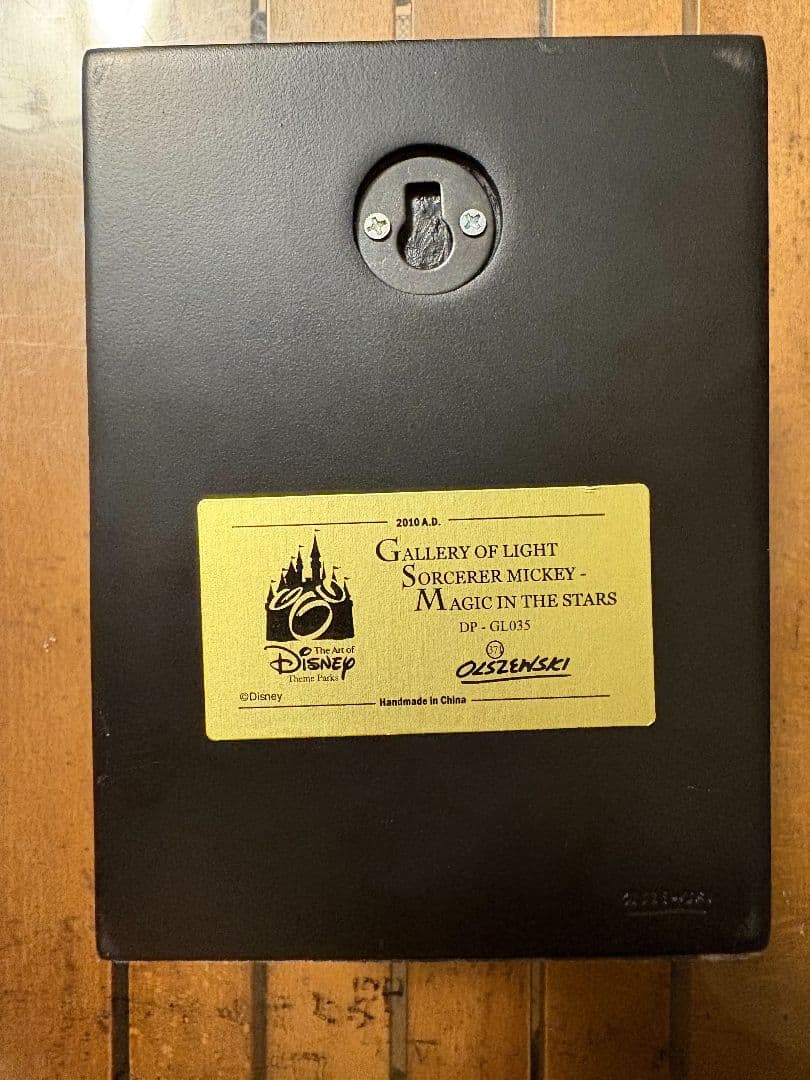 2010 A.D.
GALLERY OF LIGHT
SORCERER MICKEY -
MAGIC IN THE STARS
DP - GL035
371
OLSZEWSKI
The Art of
Disney
Theme Parks
©Disney
Handmade in China